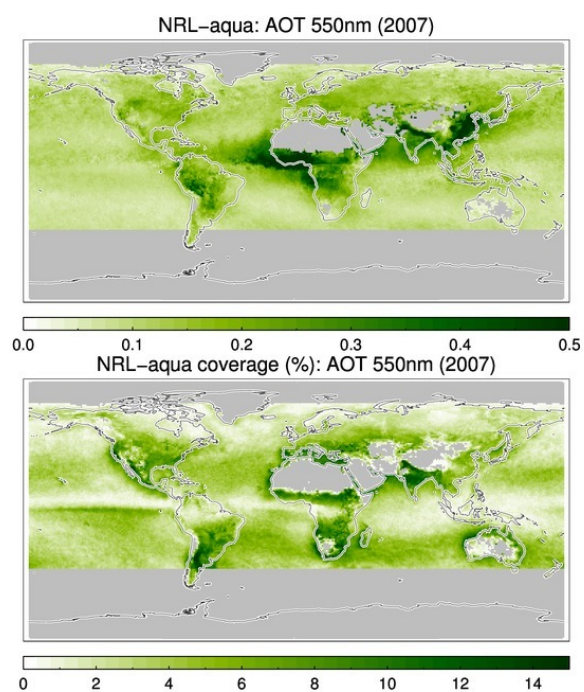 NRL-aqua: AOT 550nm (2007)
0.0 0.1 0.2 0.3 0.4 0.5
NRL-aqua coverage (%): AOT 550nm (2007)
0 2 4 6 8 10 12 14